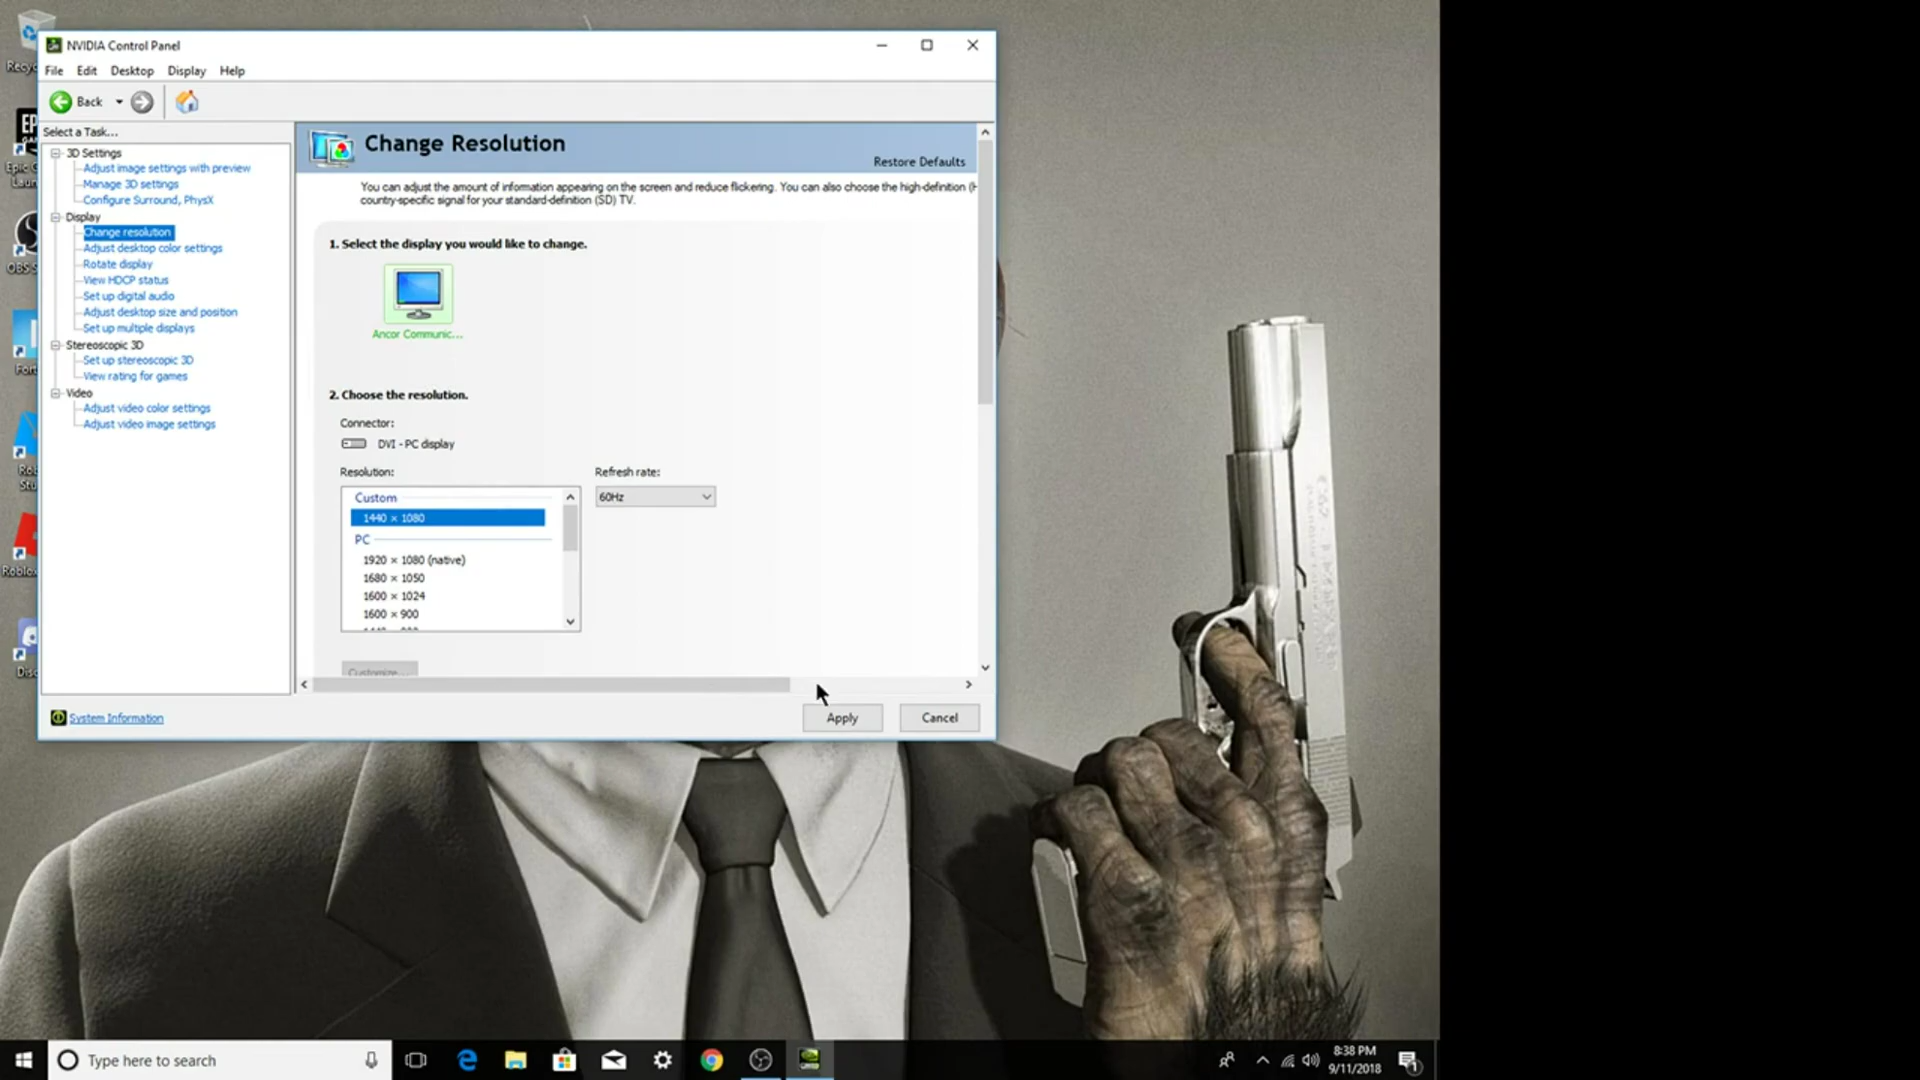 NVIDIA Control Panel
File Edit Desktop Display Help
Back
Select a Task...
3D Settings
Adjust image settings with preview
Manage 3D settings
Configure Surround, PhysX
Display
Change resolution
Adjust desktop color settings
Rotate display
View HDCP status
Set up digital audio
Adjust desktop size and position
Set up multiple displays
Stereoscopic 3D
Set up stereoscopic 3D
View rating for games
Video
Adjust video color settings
Adjust video image settings
System Information
Change Resolution
Restore Defaults
You can adjust the amount of information appearing on the screen and reduce flickering. You can also choose the high-definition (H
country-specific signal for your standard-definition (SD) TV.
1. Select the display you would like to change.
Ancor Communic...
2. Choose the resolution.
Connector:
DVI - PC display
Resolution:
Refresh rate:
Custom
60Hz
1440 × 1080
PC
1920 × 1080 (native)
1680 × 1050
1600 × 1024
1600 × 900
Customize...
Apply
Cancel
Type here to search
8:38 PM
9/11/2018